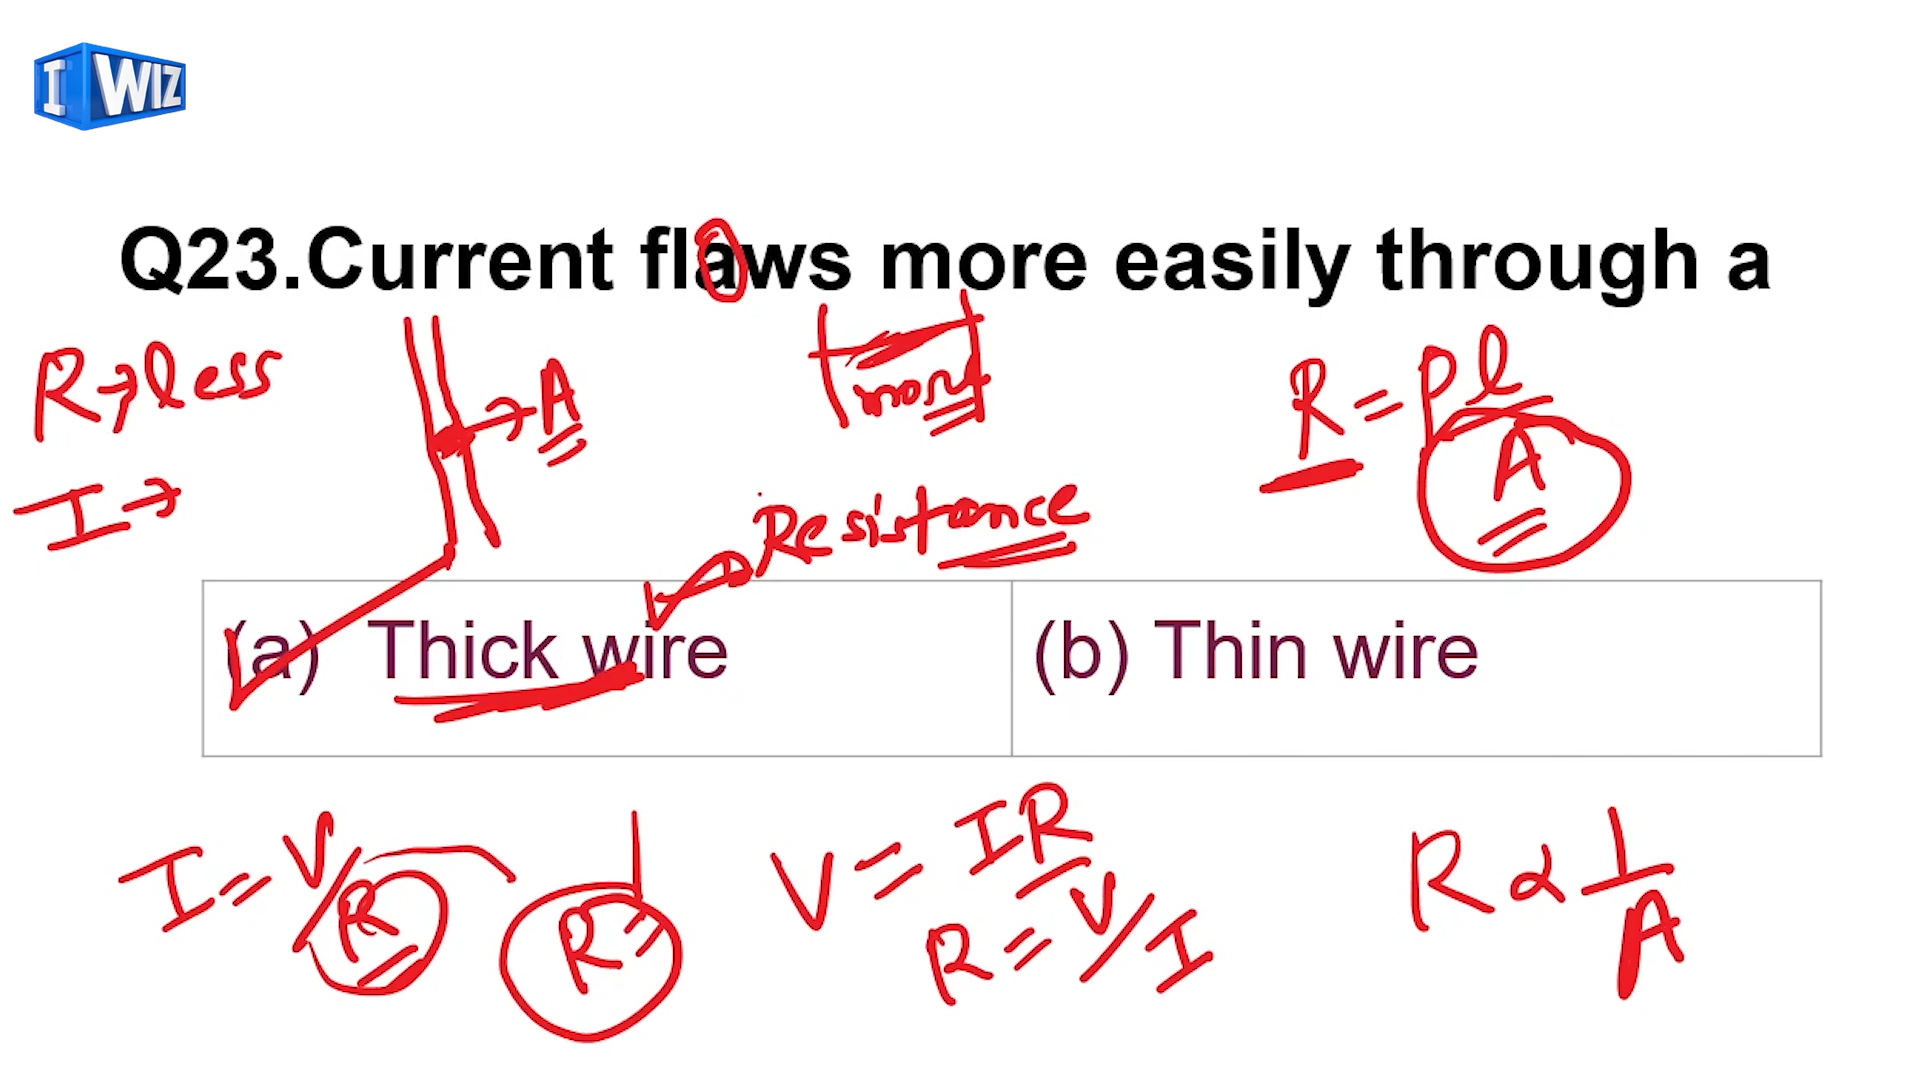 I WIZ
Q23.Current flaws more easily through a
R→less
I→
A
more
R = ρl
A
Resistance
(a) Thick wire
(b) Thin wire
I = V/R
R
V = IR
R = V/I
R ∝ 1/A